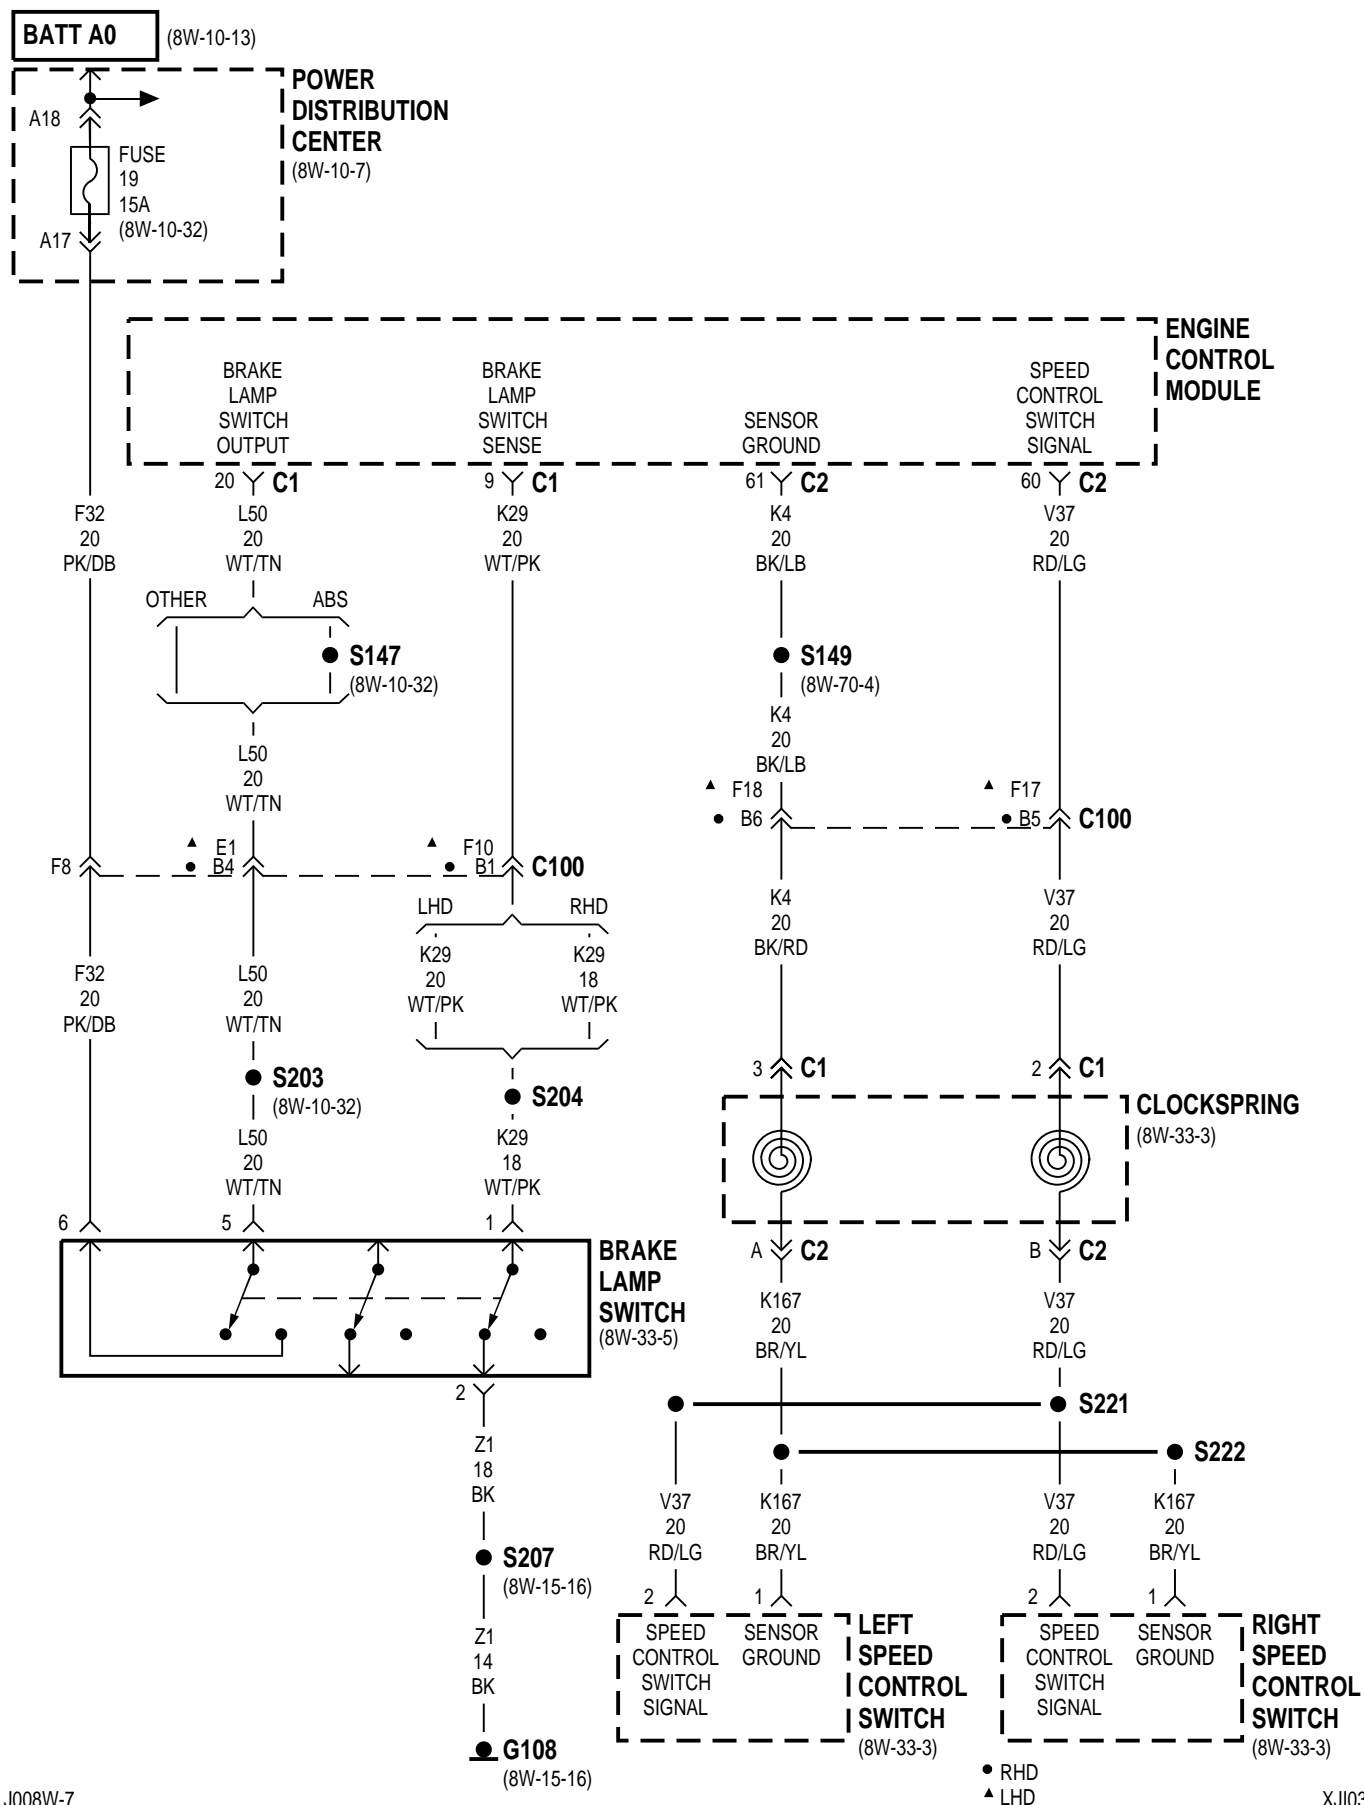 BATT A0 (8W-10-13)
POWER
DISTRIBUTION
CENTER
(8W-10-7)
A18
FUSE
19
15A
(8W-10-32)
A17
ENGINE
CONTROL
MODULE
BRAKE
LAMP
SWITCH
OUTPUT
BRAKE
LAMP
SWITCH
SENSE
SENSOR
GROUND
SPEED
CONTROL
SWITCH
SIGNAL
20 C1
9 C1
61 C2
60 C2
F32
20
PK/DB
L50
20
WT/TN
K29
20
WT/PK
K4
20
BK/LB
V37
20
RD/LG
OTHER ABS
S147
(8W-10-32)
S149
(8W-70-4)
L50
20
WT/TN
K4
20
BK/LB
F18
B6
F17
B5 C100
F8
E1
B4
F10
B1 C100
LHD RHD
K29
20
WT/PK
K29
18
WT/PK
K4
20
BK/RD
V37
20
RD/LG
F32
20
PK/DB
L50
20
WT/TN
S203
(8W-10-32)
S204
3 C1
2 C1
CLOCKSPRING
(8W-33-3)
L50
20
WT/TN
K29
18
WT/PK
6
5
1
BRAKE
LAMP
SWITCH
(8W-33-5)
A C2
B C2
K167
20
BR/YL
V37
20
RD/LG
2
S221
S222
Z1
18
BK
V37
20
RD/LG
K167
20
BR/YL
V37
20
RD/LG
K167
20
BR/YL
S207
(8W-15-16)
2
1
2
1
SPEED
CONTROL
SWITCH
SIGNAL
SENSOR
GROUND
LEFT
SPEED
CONTROL
SWITCH
(8W-33-3)
SPEED
CONTROL
SWITCH
SIGNAL
SENSOR
GROUND
RIGHT
SPEED
CONTROL
SWITCH
(8W-33-3)
Z1
14
BK
G108
(8W-15-16)
RHD
LHD
J008W-7
XJI03